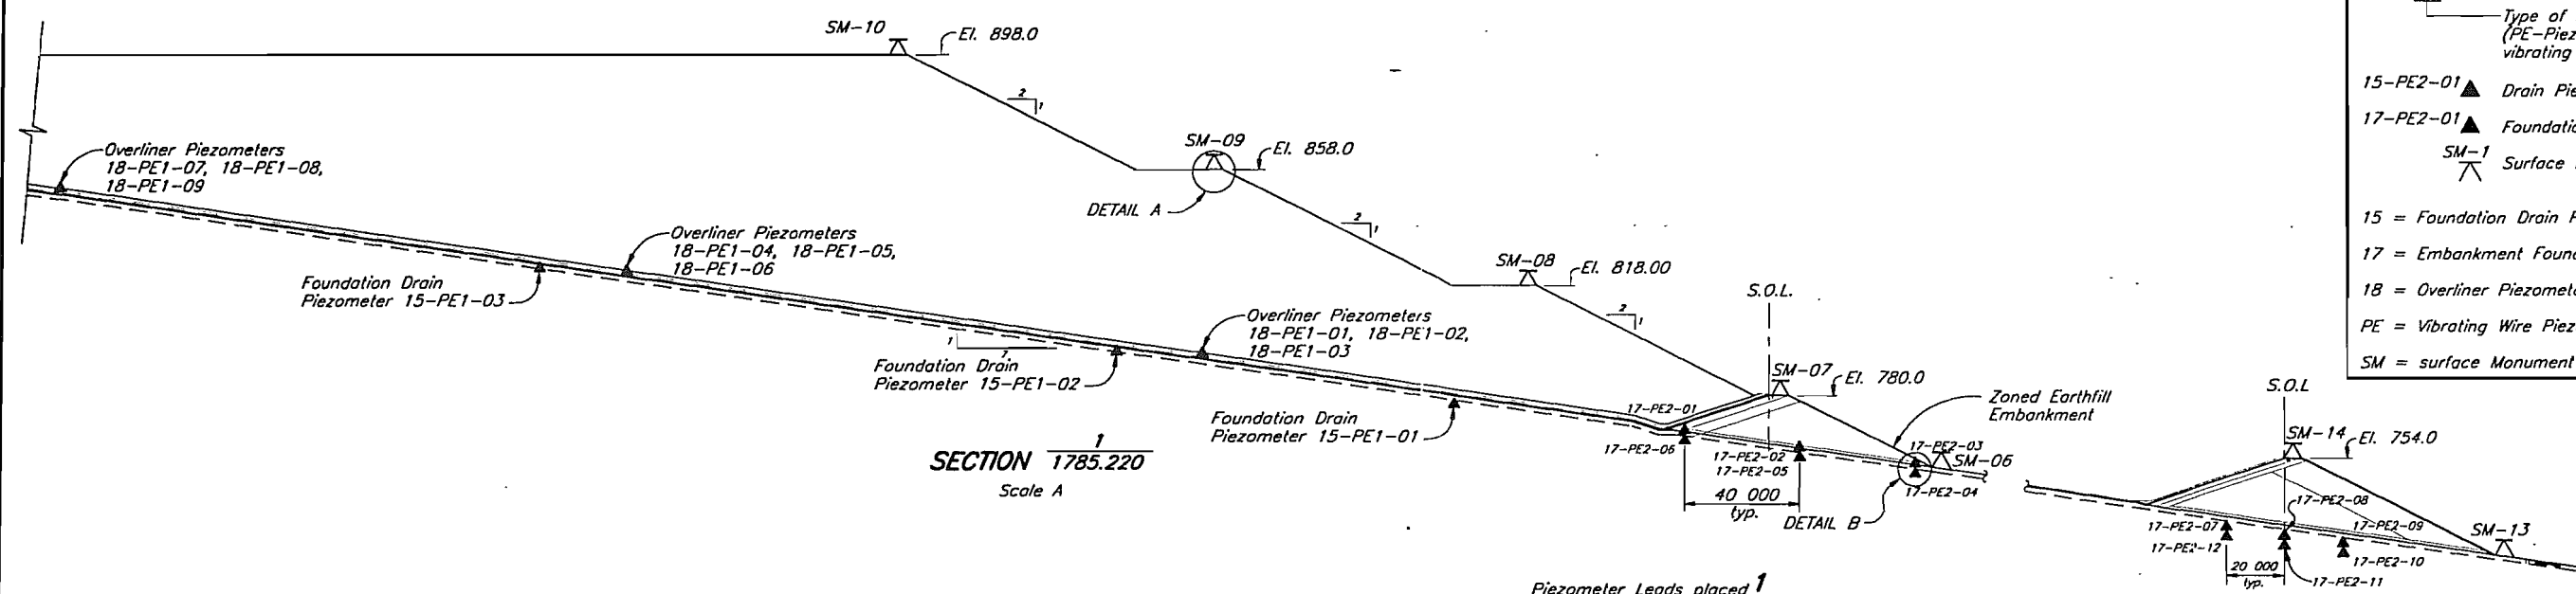 SM-10
El. 898.0
2
1
Overliner Piezometers
18-PE1-07, 18-PE1-08,
18-PE1-09
SM-09
El. 858.0
DETAIL A
2
1
Overliner Piezometers
18-PE1-04, 18-PE1-05,
18-PE1-06
Foundation Drain
Piezometer 15-PE1-03
SM-08
El. 818.00
2
1
S.O.L.
Overliner Piezometers
18-PE1-01, 18-PE1-02,
18-PE1-03
1
7
Foundation Drain
Piezometer 15-PE1-02
SM-07
El. 780.0
Zoned Earthfill
Embankment
Foundation Drain
Piezometer 15-PE1-01
17-PE2-01
17-PE2-06
17-PE2-02
17-PE2-05
17-PE2-03
SM-06
17-PE2-04
40 000
typ.
DETAIL B
SECTION 1
1785.220
Scale A
S.O.L
SM-14
El. 754.0
17-PE2-08
17-PE2-07
17-PE2-09
17-PE2-12
17-PE2-10
SM-13
20 000
typ.
17-PE2-11
Piezometer Leads placed 1
Type of
(PE-Piez
vibrating
15-PE2-01
Drain Pie
17-PE2-01
Foundatio
SM-1
Surface
15 = Foundation Drain P
17 = Embankment Found
18 = Overliner Piezomete
PE = Vibrating Wire Piez
SM = surface Monument